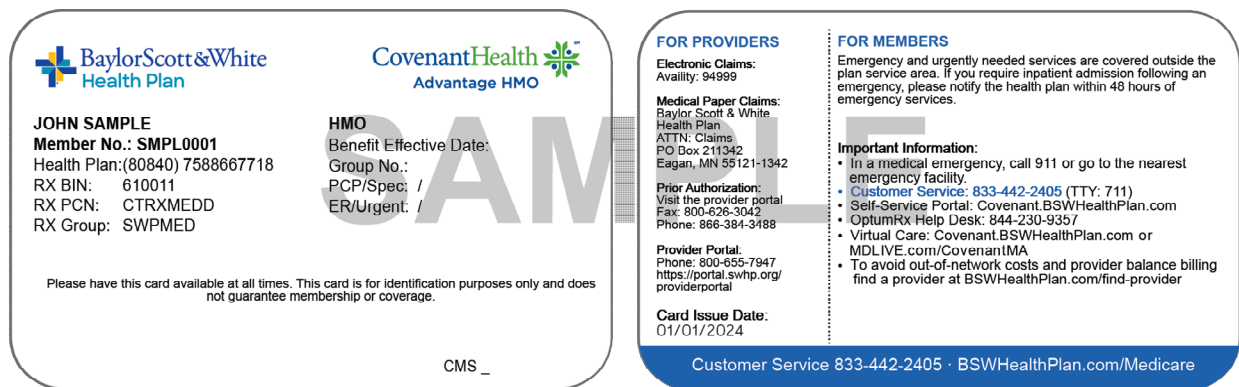 BaylorScott&White
Health Plan
CovenantHealth SM
Advantage HMO
JOHN SAMPLE
Member No.: SMPL0001
Health Plan:(80840) 7588667718
RX BIN: 610011
RX PCN: CTRXMEDD
RX Group: SWPMED
HMO
Benefit Effective Date:
Group No.:
PCP/Spec: /
ER/Urgent: /
SAMPLE
Please have this card available at all times. This card is for identification purposes only and does
not guarantee membership or coverage.
CMS _
FOR PROVIDERS
Electronic Claims:
Availity: 94999
Medical Paper Claims:
Baylor Scott & White
Health Plan
ATTN: Claims
PO Box 211342
Eagan, MN 55121-1342
Prior Authorization:
Visit the provider portal
Fax: 800-626-3042
Phone: 866-384-3488
Provider Portal:
Phone: 800-655-7947
https://portal.swhp.org/
providerportal
Card Issue Date:
01/01/2024
FOR MEMBERS
Emergency and urgently needed services are covered outside the
plan service area. If you require inpatient admission following an
emergency, please notify the health plan within 48 hours of
emergency services.
Important Information:
• In a medical emergency, call 911 or go to the nearest
emergency facility.
• Customer Service: 833-442-2405 (TTY: 711)
• Self-Service Portal: Covenant.BSWHealthPlan.com
• OptumRx Help Desk: 844-230-9357
• Virtual Care: Covenant.BSWHealthPlan.com or
MDLIVE.com/CovenantMA
• To avoid out-of-network costs and provider balance billing
find a provider at BSWHealthPlan.com/find-provider
Customer Service 833-442-2405 · BSWHealthPlan.com/Medicare